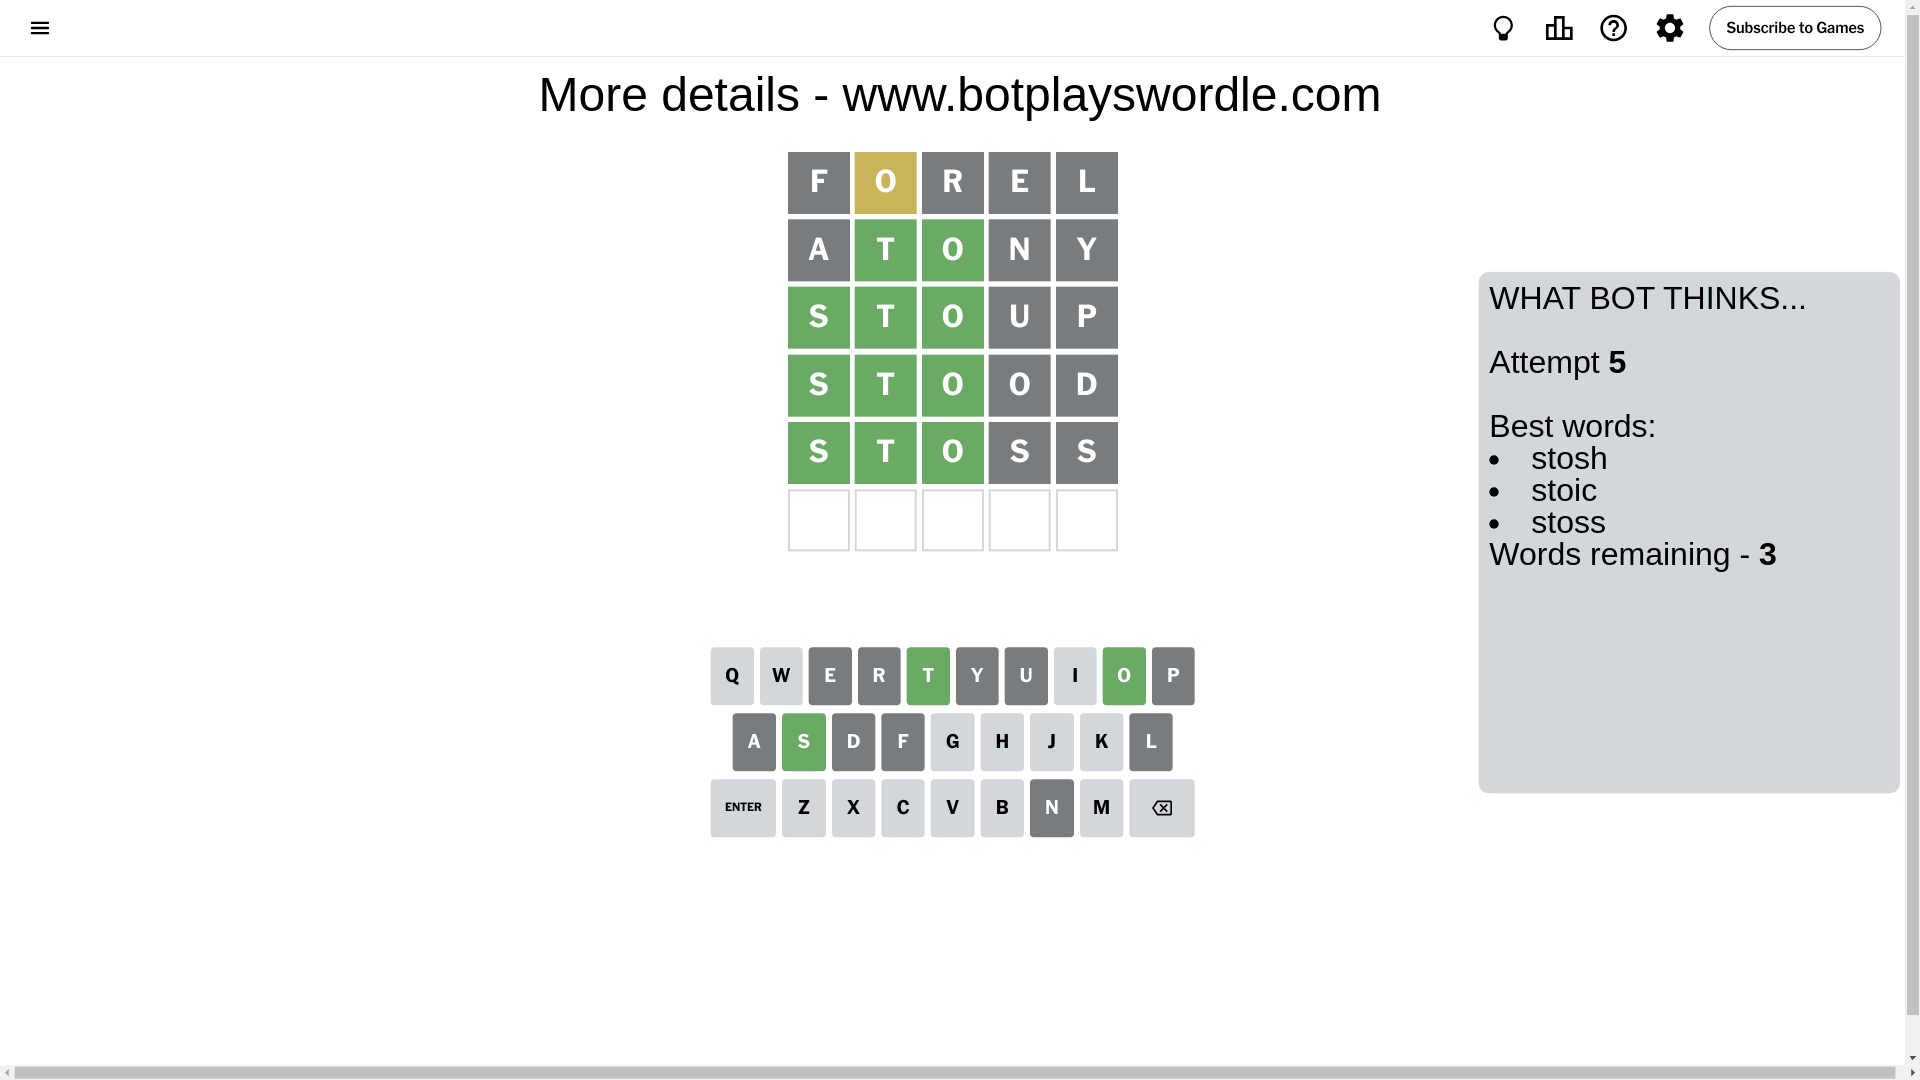 Subscribe to Games
More details - www.botplayswordle.com
F O R E L
A T O N Y
S T O U P
S T O O D
S T O S S
WHAT BOT THINKS...
Attempt 5
Best words:
• stosh
• stoic
• stoss
Words remaining - 3
Q W E R T Y U I O P
A S D F G H J K L
ENTER Z X C V B N M